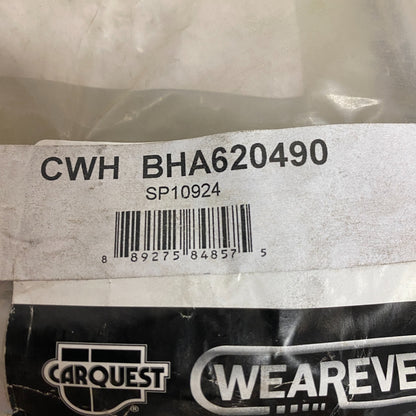 CWH BHA620490
SP10924
8 89275 84857 5
CARQUEST ®
WEAREVE